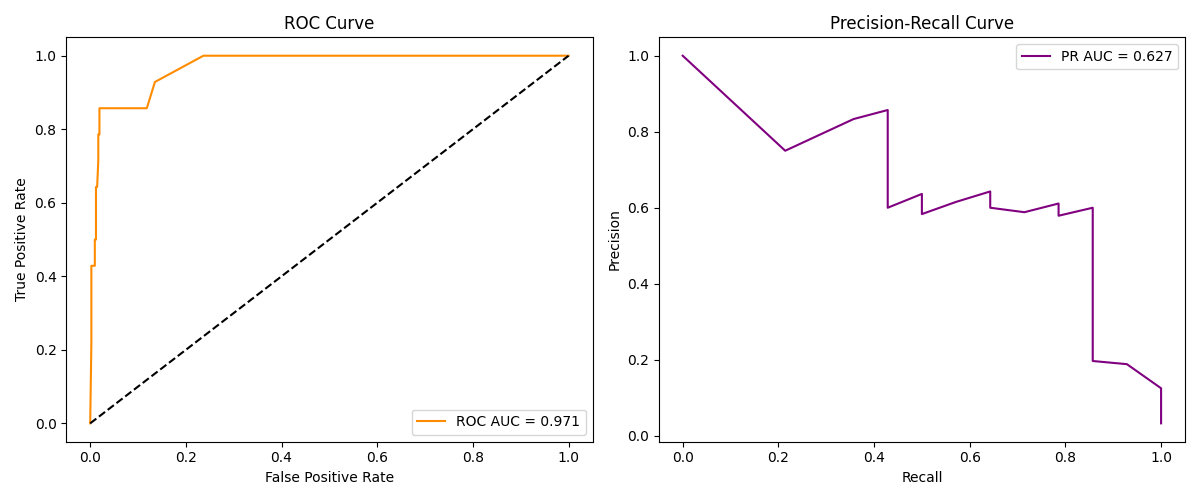 ROC Curve
1.0
0.8
0.6
0.4
0.2
0.0
True Positive Rate
0.0 0.2 0.4 0.6 0.8 1.0
False Positive Rate
ROC AUC = 0.971
Precision-Recall Curve
PR AUC = 0.627
1.0
0.8
0.6
0.4
0.2
0.0
Precision
0.0 0.2 0.4 0.6 0.8 1.0
Recall